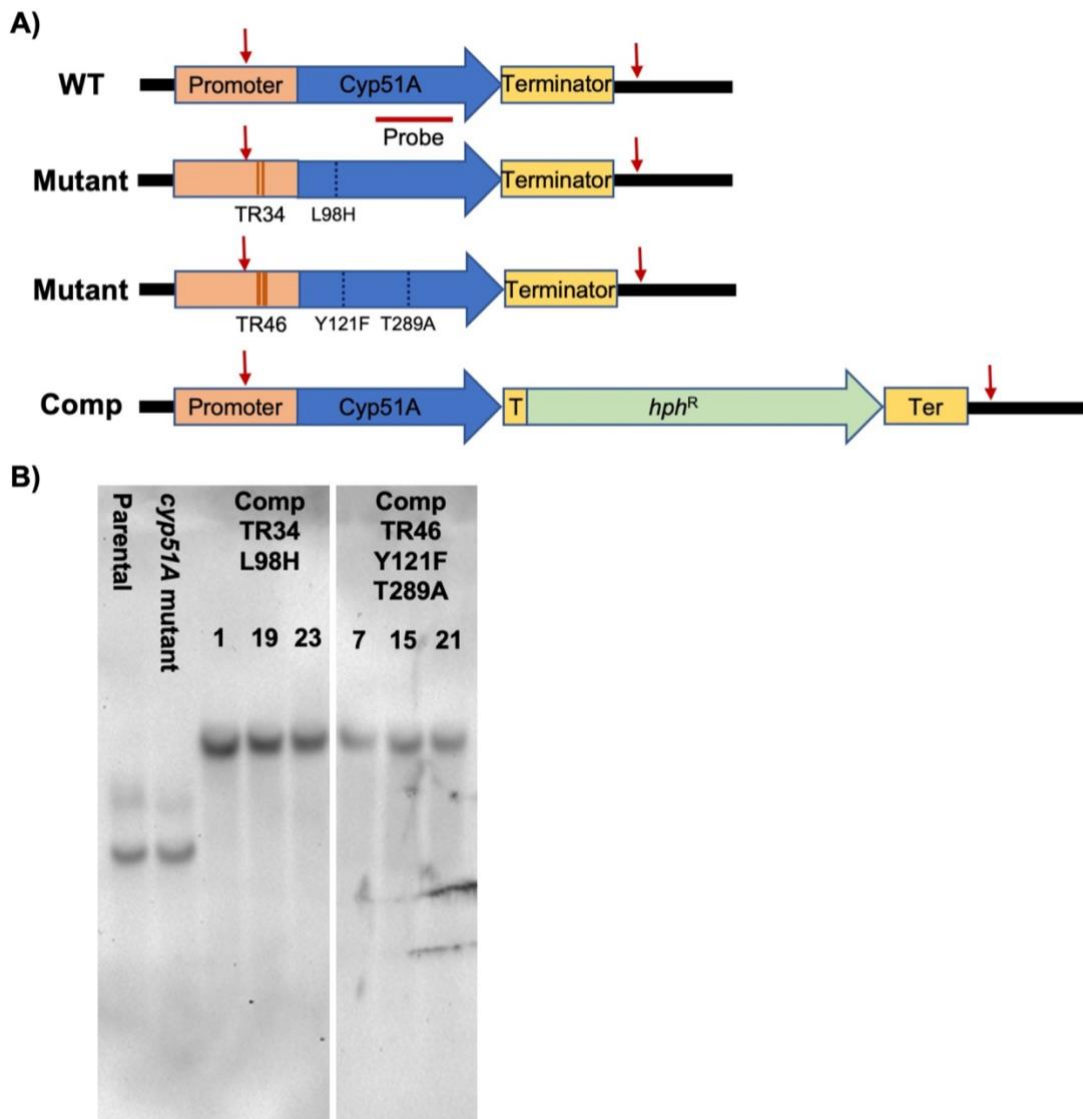 A)
WT
Promoter Cyp51A Terminator
Probe
Mutant
Terminator
TR34 L98H
Mutant
Terminator
TR46 Y121F T289A
Comp
Promoter Cyp51A T hphᴿ Ter
B)
Parental
cyp51A mutant
Comp
TR34
L98H
1 19 23
Comp
TR46
Y121F
T289A
7 15 21